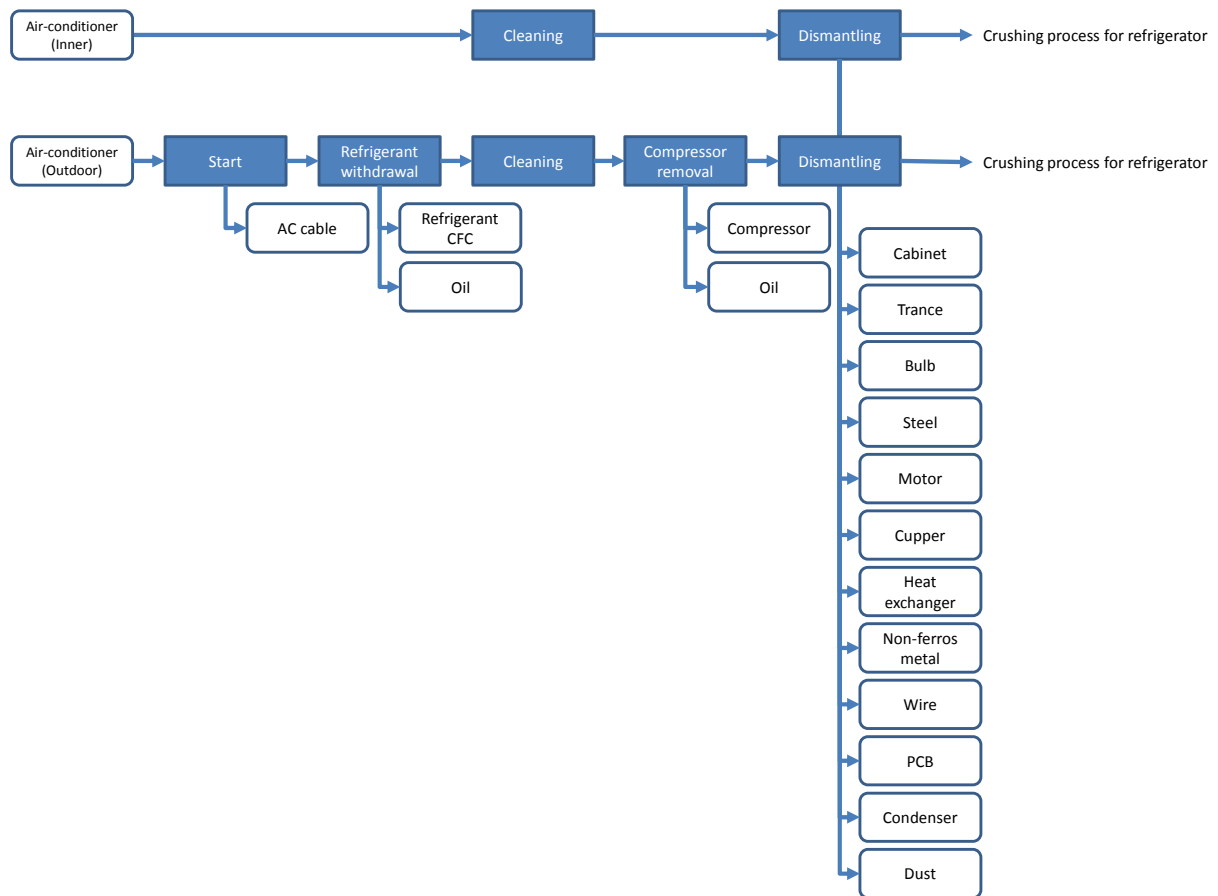 Air-conditioner
(Inner)
Cleaning
Dismantling
Crushing process for refrigerator
Air-conditioner
(Outdoor)
Start
Refrigerant
withdrawal
Cleaning
Compressor
removal
Dismantling
Crushing process for refrigerator
AC cable
Refrigerant
CFC
Oil
Compressor
Oil
Cabinet
Trance
Bulb
Steel
Motor
Cupper
Heat
exchanger
Non-ferros
metal
Wire
PCB
Condenser
Dust